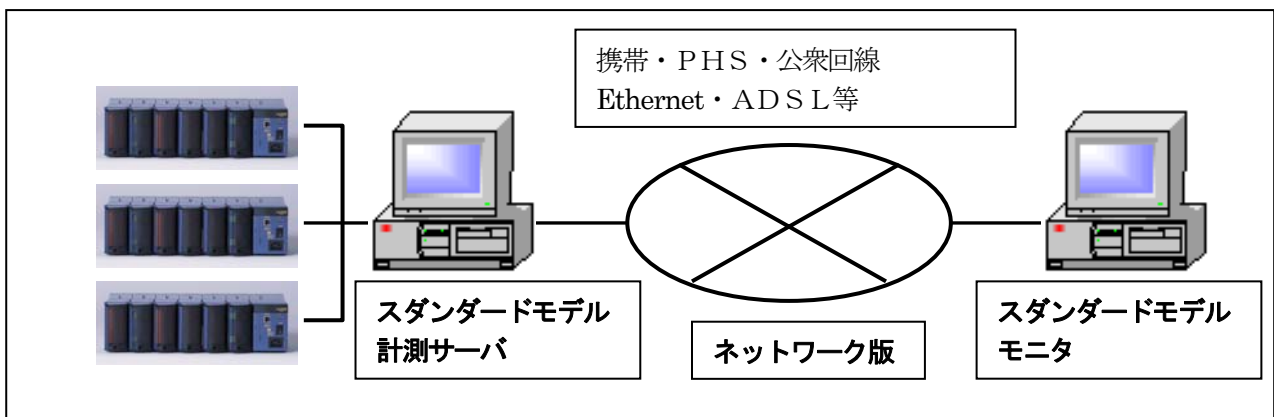 携帯・ＰＨＳ・公衆回線
Ethernet・ＡＤＳＬ等
スダンダードモデル
計測サーバ
ネットワーク版
スダンダードモデル
モニタ